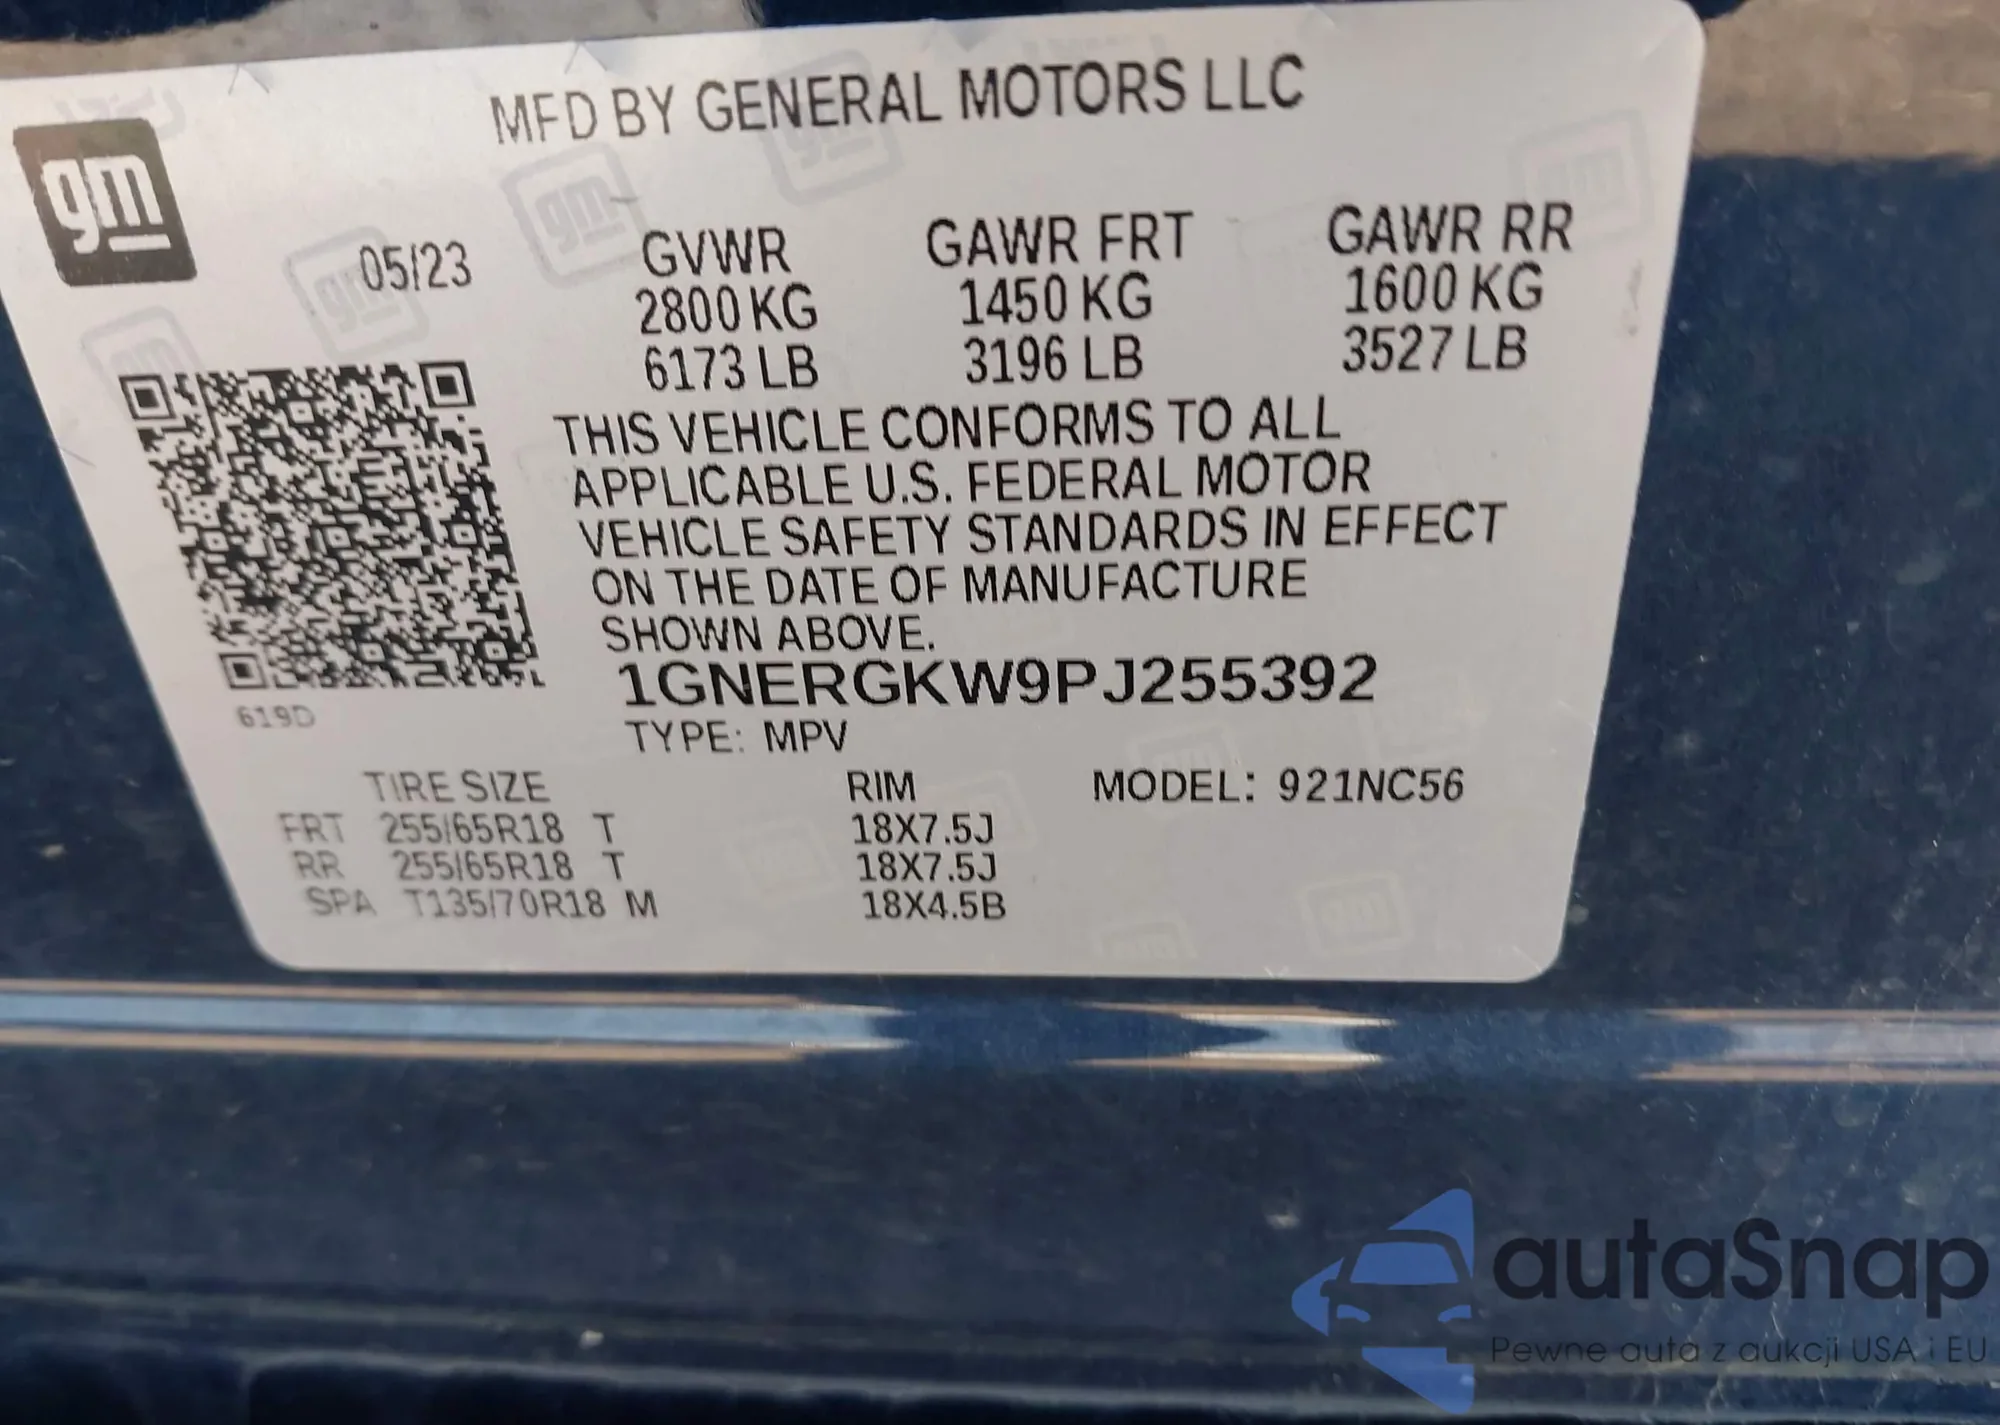 MFD BY GENERAL MOTORS LLC
gm
05/23
GVWR GAWR FRT GAWR RR
2800 KG 1450 KG 1600 KG
6173 LB 3196 LB 3527 LB
THIS VEHICLE CONFORMS TO ALL
APPLICABLE U.S. FEDERAL MOTOR
VEHICLE SAFETY STANDARDS IN EFFECT
ON THE DATE OF MANUFACTURE
SHOWN ABOVE.
1GNERGKW9PJ255392
619D
TYPE: MPV
TIRE SIZE RIM MODEL: 921NC56
FRT 255/65R18 T 18X7.5J
RR 255/65R18 T 18X7.5J
SPA T135/70R18 M 18X4.5B
autaSnap
Pewne auta z aukcji USA i EU